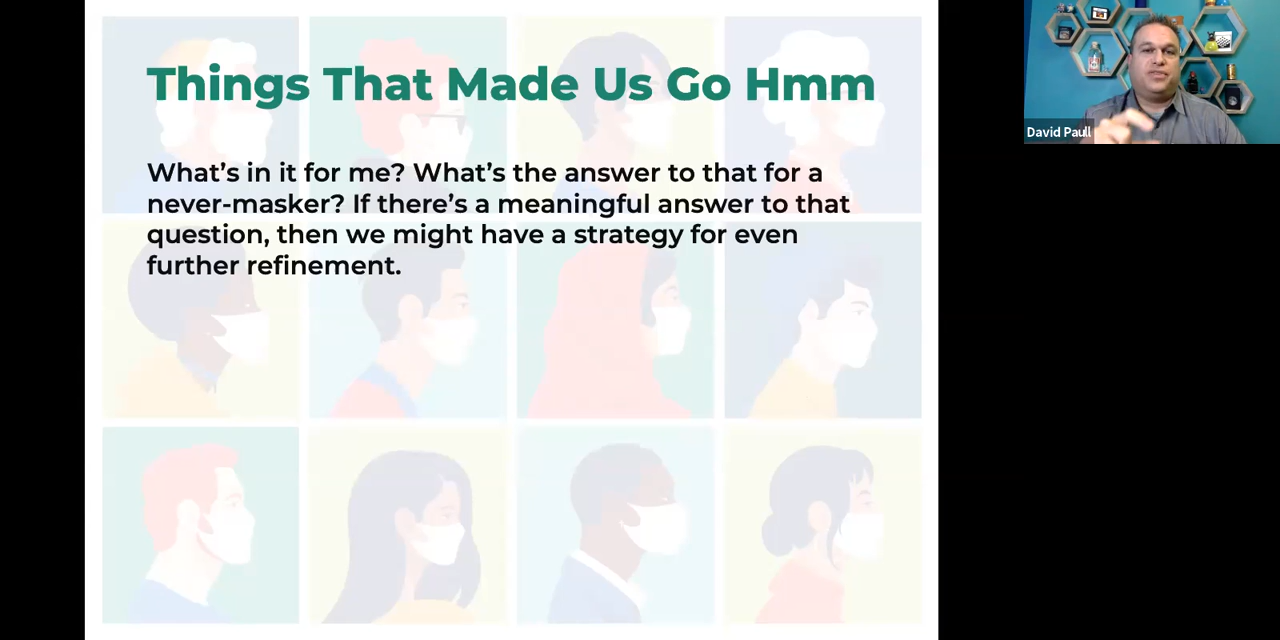 Things That Made Us Go Hmm
What’s in it for me? What’s the answer to that for a
never-masker? If there’s a meaningful answer to that
question, then we might have a strategy for even
further refinement.
David Paull